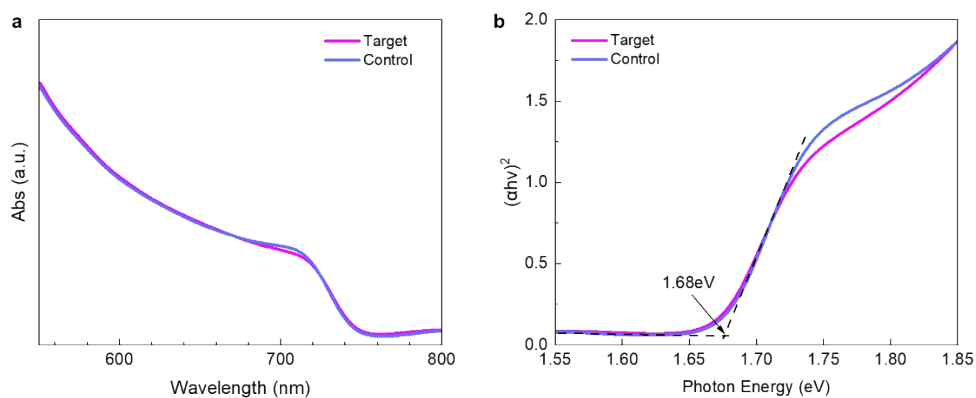 a
Target
Control
Abs (a.u.)
600
700
800
Wavelength (nm)
b
Target
Control
(αhν)²
2.0
1.5
1.0
0.5
0.0
1.68eV
1.55
1.60
1.65
1.70
1.75
1.80
1.85
Photon Energy (eV)